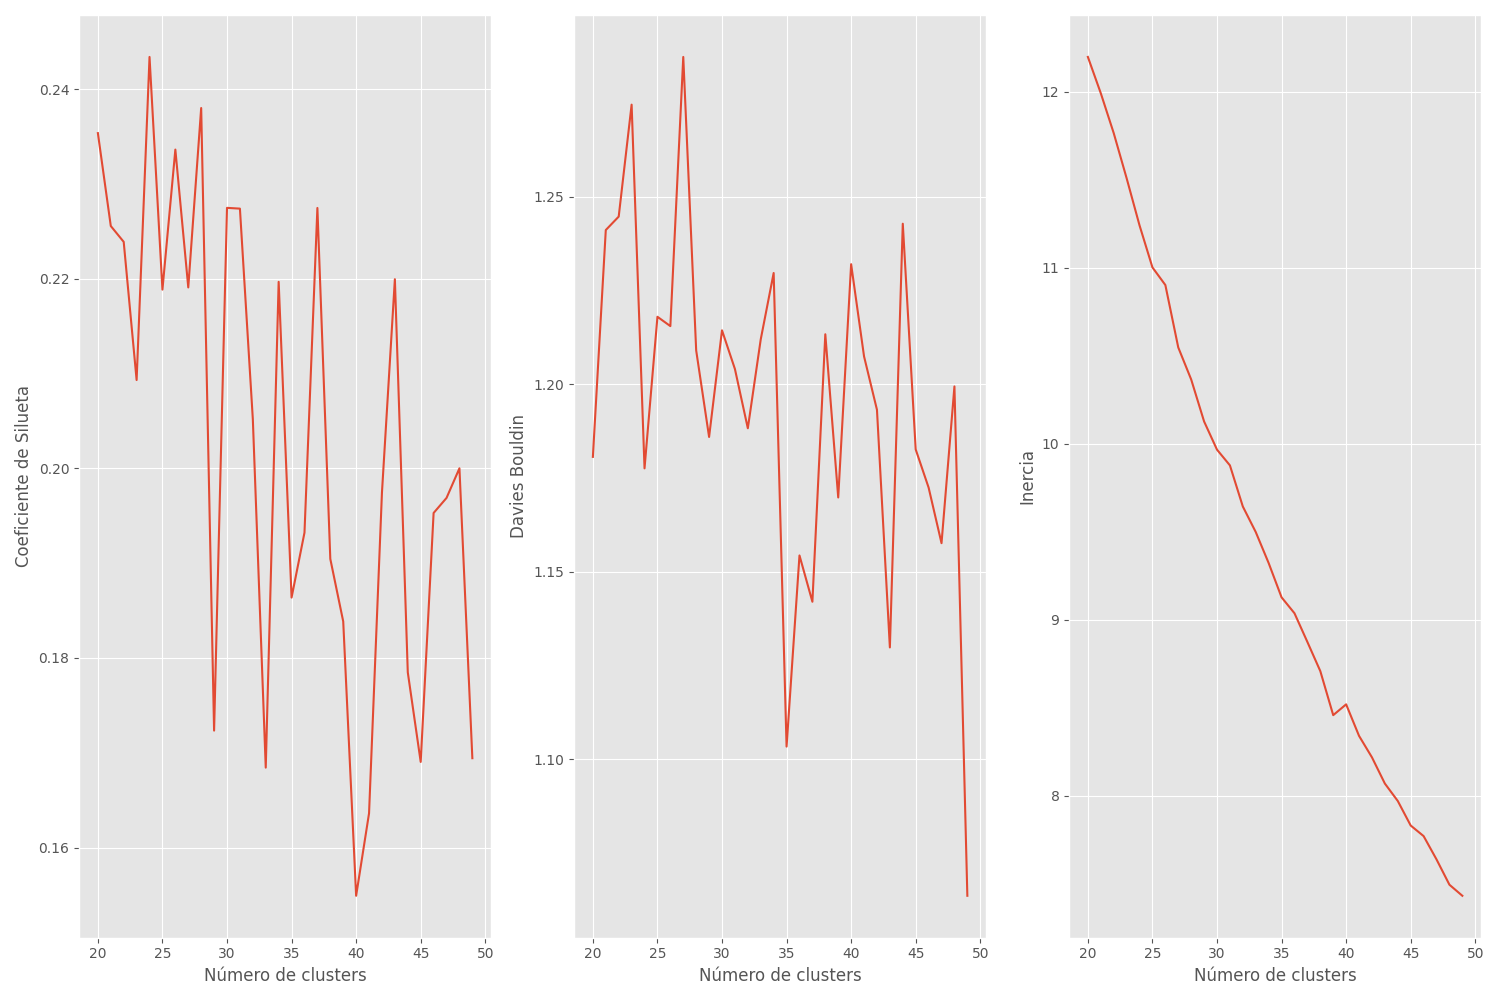 Coeficiente de Silueta
0.24
0.22
0.20
0.18
0.16
20 25 30 35 40 45 50
Número de clusters
Davies Bouldin
1.25
1.20
1.15
1.10
20 25 30 35 40 45 50
Número de clusters
Inercia
12
11
10
9
8
20 25 30 35 40 45 50
Número de clusters